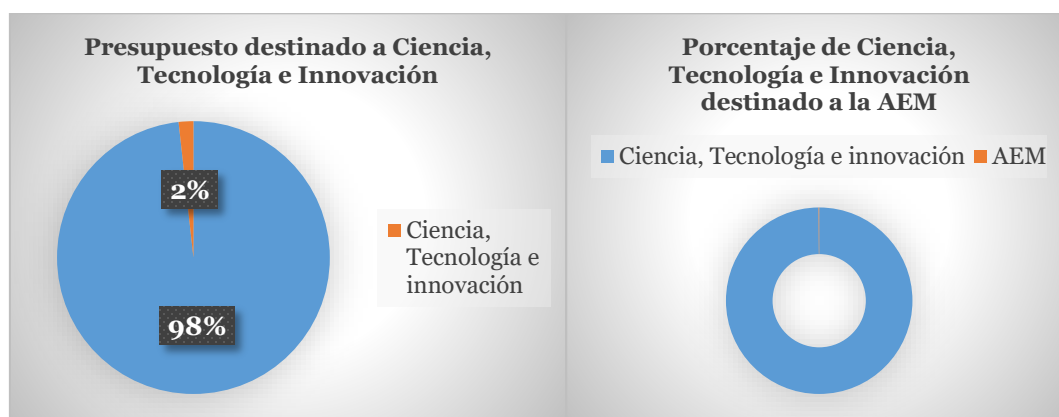 Presupuesto destinado a Ciencia,
Tecnología e Innovación
2%
98%
Ciencia,
Tecnología e
innovación
Porcentaje de Ciencia,
Tecnología e Innovación
destinado a la AEM
Ciencia, Tecnología e innovación AEM